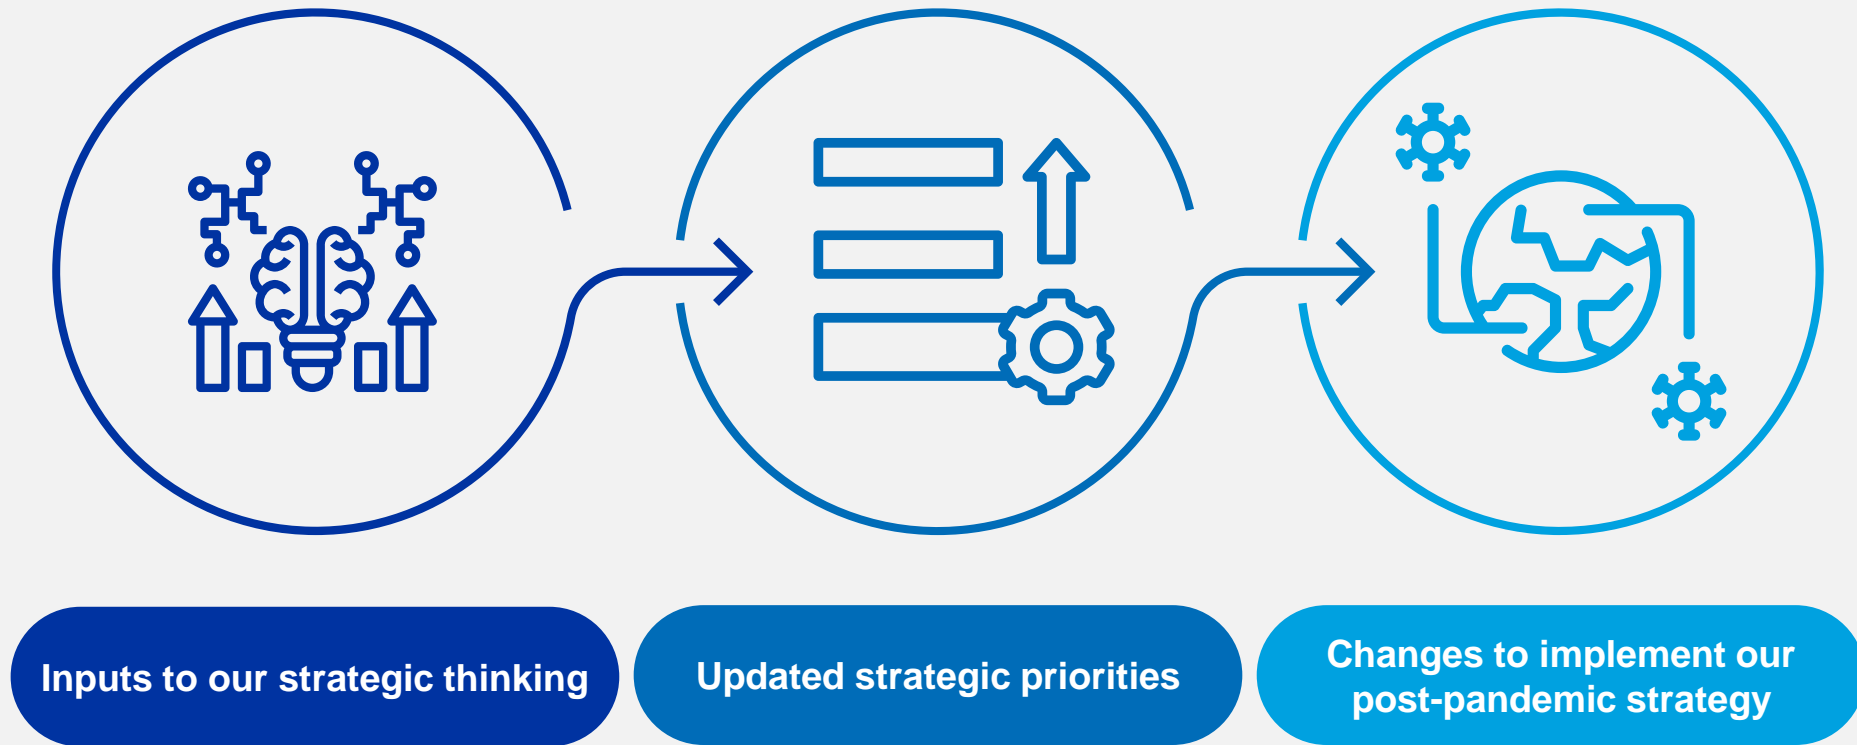 Inputs to our strategic thinking
Updated strategic priorities
Changes to implement our
post-pandemic strategy